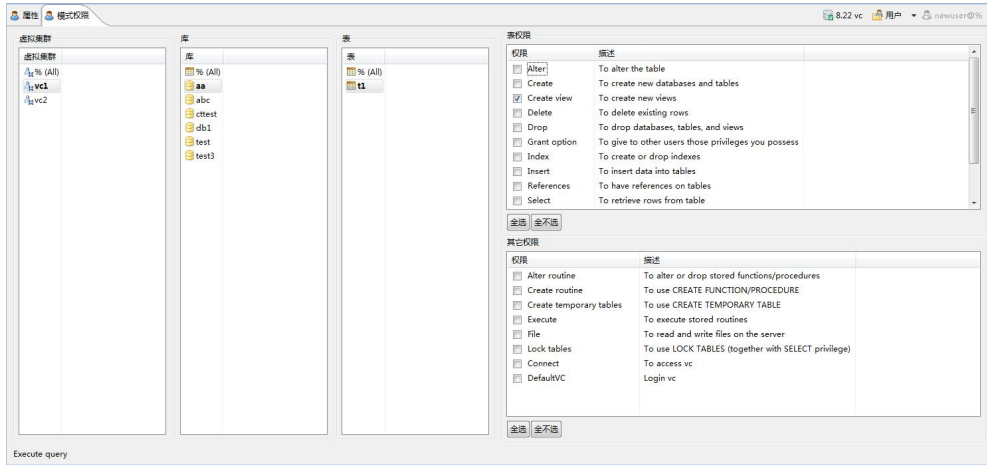 属性 模式权限 8.22 vc 用户 newuser@%
虚拟集群 库 表 表权限
虚拟集群 库 表 权限 描述
% (All) % (All) % (All) Alter To alter the table
vc1 aa t1 Create To create new databases and tables
vc2 abc Create view To create new views
cttest Delete To delete existing rows
db1 Drop To drop databases, tables, and views
test Grant option To give to other users those privileges you possess
test3 Index To create or drop indexes
Insert To insert data into tables
References To have references on tables
Select To retrieve rows from table
全选 全不选
其它权限
权限 描述
Alter routine To alter or drop stored functions/procedures
Create routine To use CREATE FUNCTION/PROCEDURE
Create temporary tables To use CREATE TEMPORARY TABLE
Execute To execute stored routines
File To read and write files on the server
Lock tables To use LOCK TABLES (together with SELECT privilege)
Connect To access vc
DefaultVC Login vc
全选 全不选
Execute query